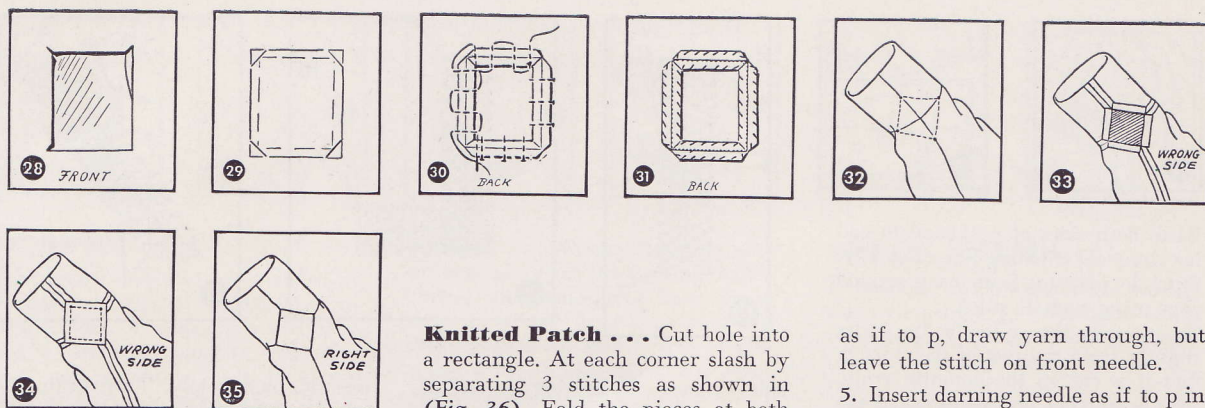 28 FRONT
29
30 BACK
31 BACK
32
33 WRONG
SIDE
34 WRONG
SIDE
35 RIGHT
SIDE
Knitted Patch . . . Cut hole into
a rectangle. At each corner slash by
separating 3 stitches as shown in
(Fig. 36). Fold the pieces at both
as if to p, draw yarn through, but
leave the stitch on front needle.
5. Insert darning needle as if to p in